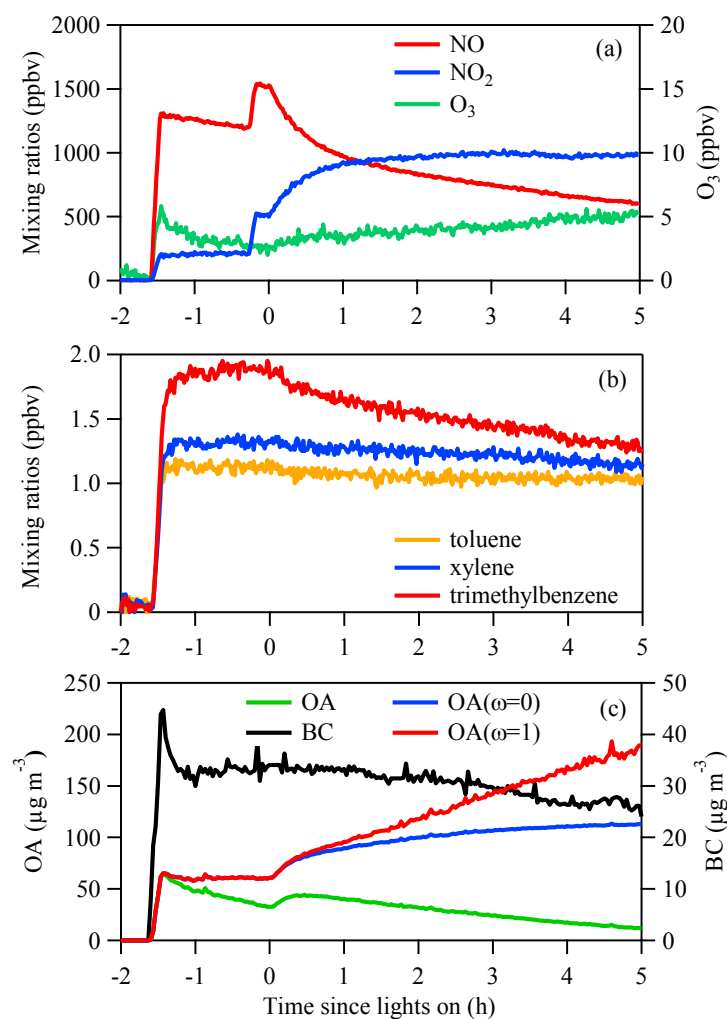 2000
1500
1000
500
0
Mixing ratios (ppbv)
NO
NO₂
O₃
(a)
20
15
10
5
0
O₃ (ppbv)
-2 -1 0 1 2 3 4 5
2.0
1.5
1.0
0.5
0
Mixing ratios (ppbv)
(b)
toluene
xylene
trimethylbenzene
-2 -1 0 1 2 3 4 5
250
200
150
100
50
0
OA (µg m⁻³)
OA OA(ω=0)
BC OA(ω=1)
(c)
50
40
30
20
10
0
BC (µg m⁻³)
-2 -1 0 1 2 3 4 5
Time since lights on (h)